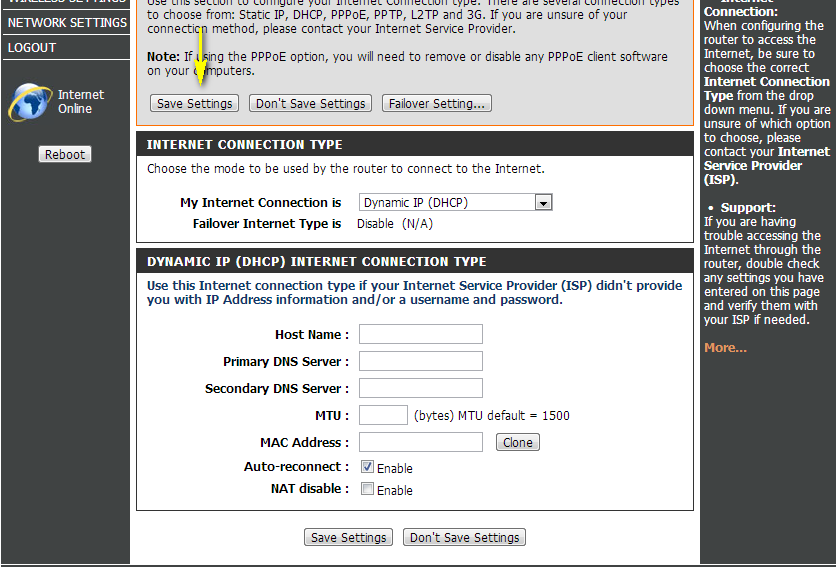 WIRELESS SETTINGS
NETWORK SETTINGS
LOGOUT
Internet
Online
Reboot
Use this section to configure your Internet Connection type. There are several connection types
to choose from: Static IP, DHCP, PPPoE, PPTP, L2TP and 3G. If you are unsure of your
connection method, please contact your Internet Service Provider.
Note: If using the PPPoE option, you will need to remove or disable any PPPoE client software
on your computers.
Save Settings Don't Save Settings Failover Setting...
INTERNET CONNECTION TYPE
Choose the mode to be used by the router to connect to the Internet.
My Internet Connection is Dynamic IP (DHCP)
Failover Internet Type is Disable (N/A)
DYNAMIC IP (DHCP) INTERNET CONNECTION TYPE
Use this Internet connection type if your Internet Service Provider (ISP) didn't provide
you with IP Address information and/or a username and password.
Host Name :
Primary DNS Server :
Secondary DNS Server :
MTU : (bytes) MTU default = 1500
MAC Address : Clone
Auto-reconnect : Enable
NAT disable : Enable
Save Settings Don't Save Settings
• Internet
Connection:
When configuring the
router to access the
Internet, be sure to
choose the correct
Internet Connection
Type from the drop
down menu. If you are
unsure of which option
to choose, please
contact your Internet
Service Provider
(ISP).
• Support:
If you are having
trouble accessing the
Internet through the
router, double check
any settings you have
entered on this page
and verify them with
your ISP if needed.
More...